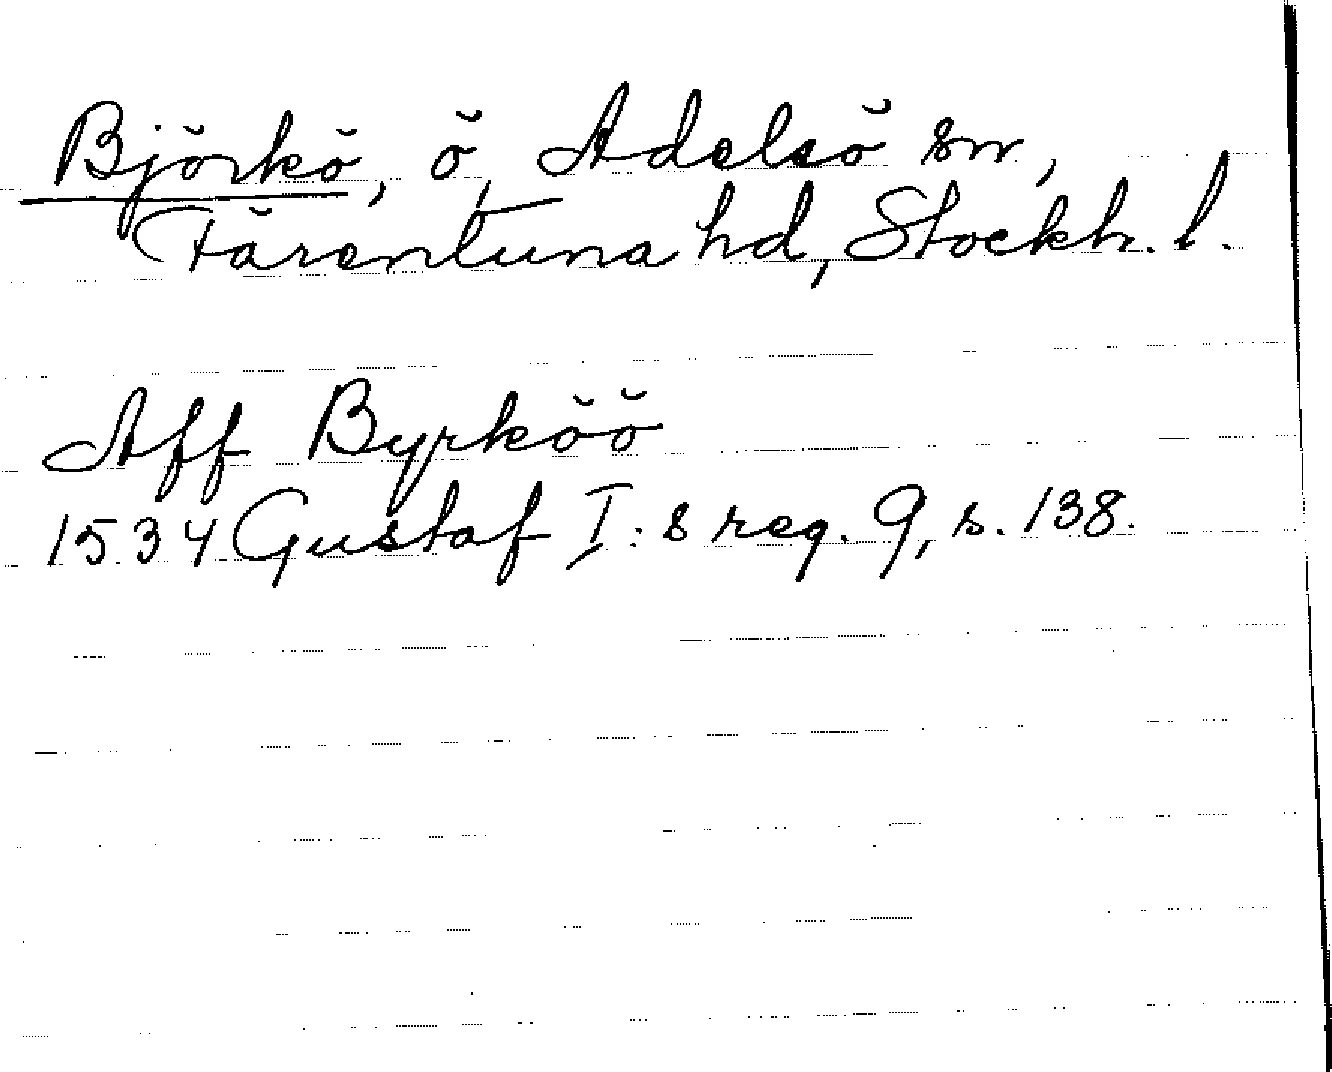 Björkö, ö, Adelsö sn,
Färentuna hd, Stockh. l.
Aff Byrköö
1534 Gustaf I:s reg. 9, s. 138.